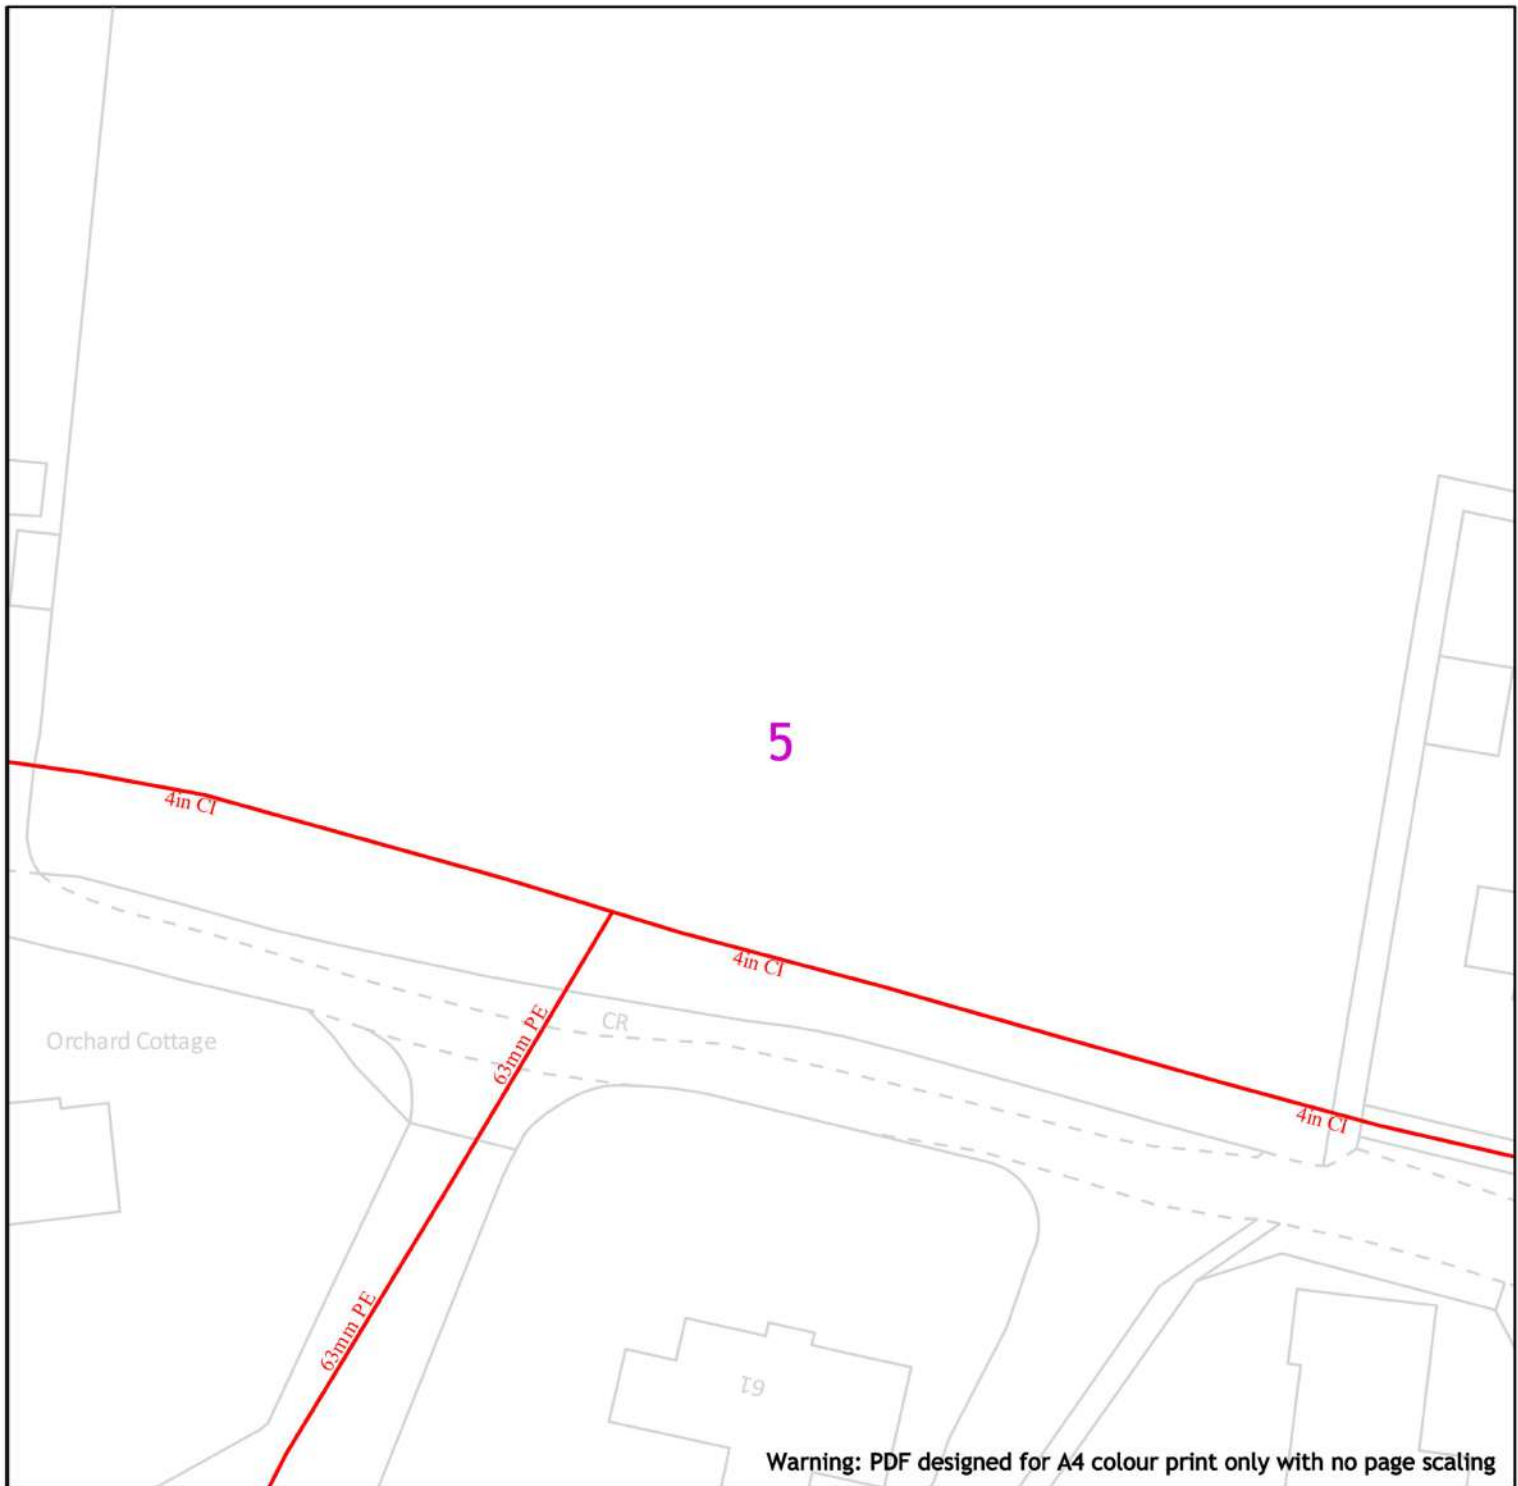 5
4in CI
4in CI
63mm PE
CR
Orchard Cottage
4in CI
63mm PE
61
Warning: PDF designed for A4 colour print only with no page scaling